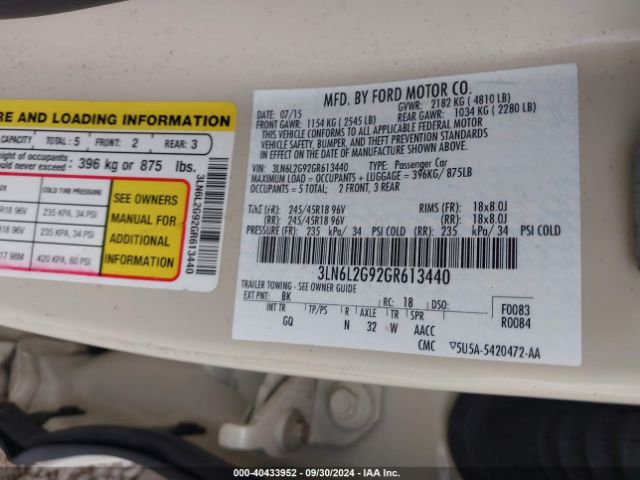 RE AND LOADING INFORMATION
CAPACITY TOTAL: 5 FRONT: 2 REAR: 3
weight of occupants
ould never exceed: 396 kg or 875 lbs.
COLD TIRE PRESSURE
R18 96V 235 KPA, 34 PSI
R18 96V 235 KPA, 34 PSI
R17 98M 420 KPA, 60 PSI
SEE OWNERS
MANUAL FOR
ADDITIONAL
INFORMATION
3LN6L2G92GR613440
MFD. BY FORD MOTOR CO.
DATE: 07/15 GVWR: 2182 KG ( 4810 LB)
FRONT GAWR: 1154 KG ( 2545 LB) REAR GAWR: 1034 KG ( 2280 LB)
THIS VEHICLE CONFORMS TO ALL APPLICABLE FEDERAL MOTOR
VEHICLE SAFETY, BUMPER, AND THEFT PREVENTION STANDARDS
IN EFFECT ON THE DATE OF MANUFACTURE SHOWN ABOVE.
VIN: 3LN6L2G92GR613440 TYPE: Passenger Car
MAXIMUM LOAD = OCCUPANTS + LUGGAGE = 396KG/ 875LB
OCCUPANTS = 5 TOTAL; 2 FRONT, 3 REAR
TIRE (FR): 245/45R18 96V RIMS (FR): 18x8.0J
(RR): 245/45R18 96V (RR): 18x8.0J
PRESSURE (FR): 235 kPa/ 34 PSI COLD (RR): 235 kPa/ 34 PSI COLD
3LN6L2G92GR613440
TRAILER TOWING - SEE OWNER GUIDE
EXT PNT: BK RC: 18 DSO: F0083
INT TR TP/PS R AXLE TR SPR R0084
GQ N 32 W AACC
CMC ▽5U5A-5420472-AA
000-40433952 - 09/30/2024 - IAA Inc.